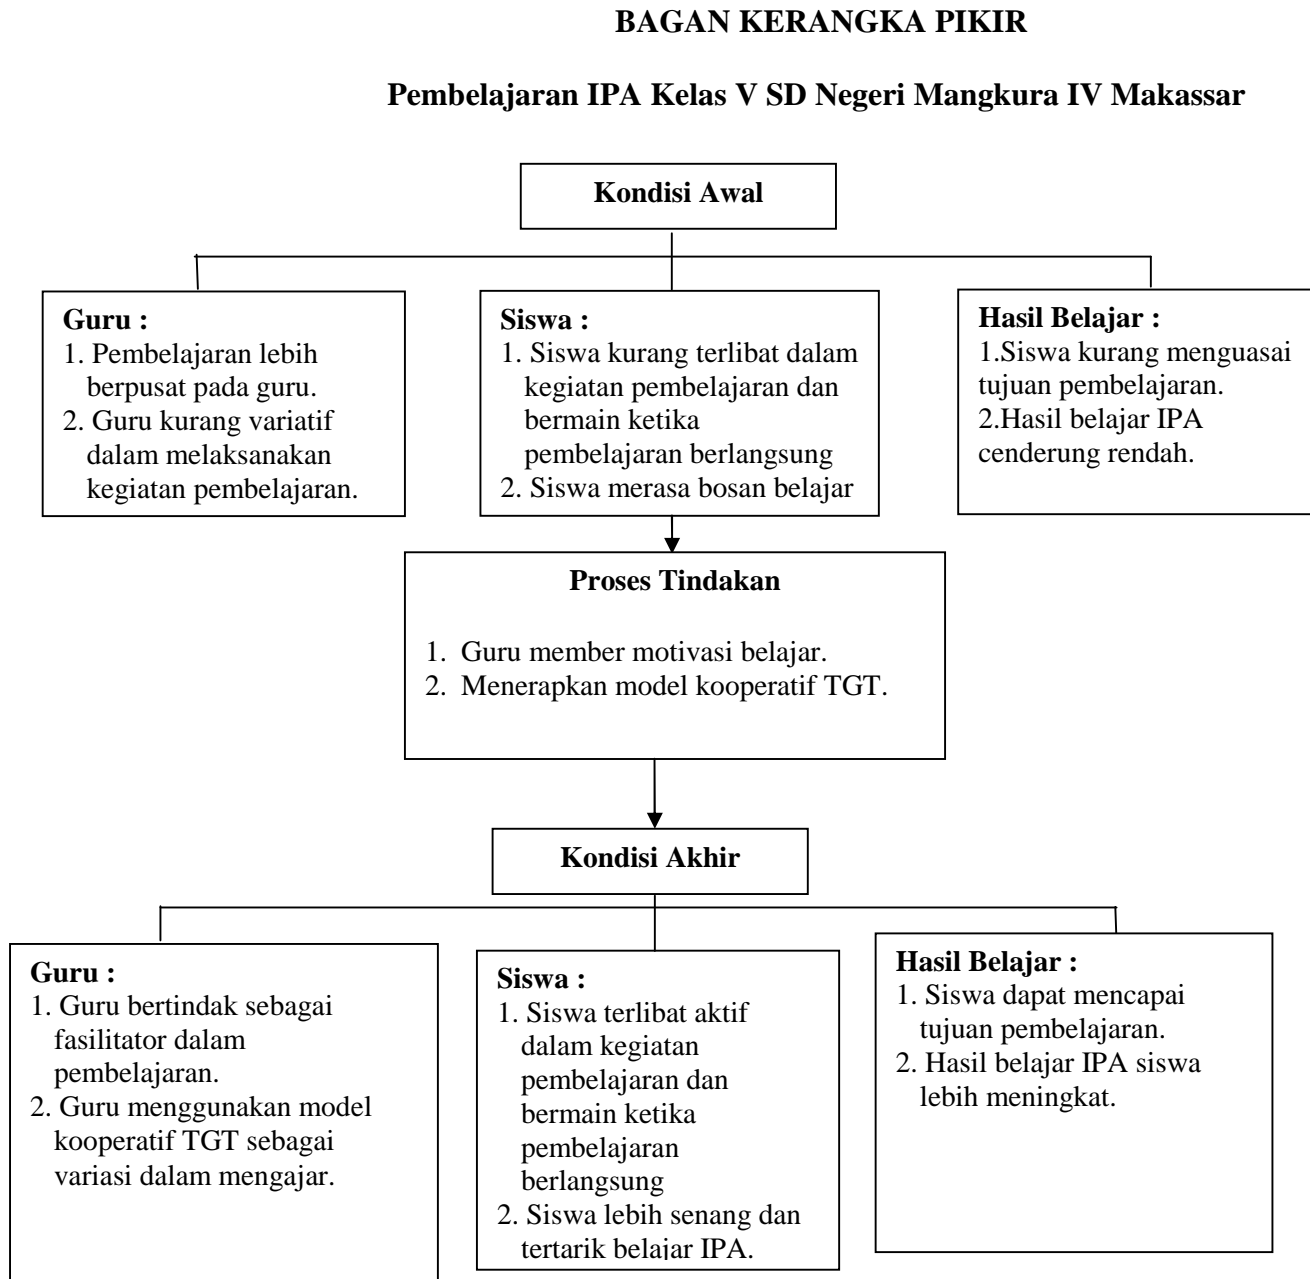 BAGAN KERANGKA PIKIR
Pembelajaran IPA Kelas V SD Negeri Mangkura IV Makassar
Kondisi Awal
Guru :
1. Pembelajaran lebih
berpusat pada guru.
2. Guru kurang variatif
dalam melaksanakan
kegiatan pembelajaran.
Siswa :
1. Siswa kurang terlibat dalam
kegiatan pembelajaran dan
bermain ketika
pembelajaran berlangsung
2. Siswa merasa bosan belajar
Hasil Belajar :
1.Siswa kurang menguasai
tujuan pembelajaran.
2.Hasil belajar IPA
cenderung rendah.
Proses Tindakan
1. Guru member motivasi belajar.
2. Menerapkan model kooperatif TGT.
Kondisi Akhir
Guru :
1. Guru bertindak sebagai
fasilitator dalam
pembelajaran.
2. Guru menggunakan model
kooperatif TGT sebagai
variasi dalam mengajar.
Siswa :
1. Siswa terlibat aktif
dalam kegiatan
pembelajaran dan
bermain ketika
pembelajaran
berlangsung
2. Siswa lebih senang dan
tertarik belajar IPA.
Hasil Belajar :
1. Siswa dapat mencapai
tujuan pembelajaran.
2. Hasil belajar IPA siswa
lebih meningkat.